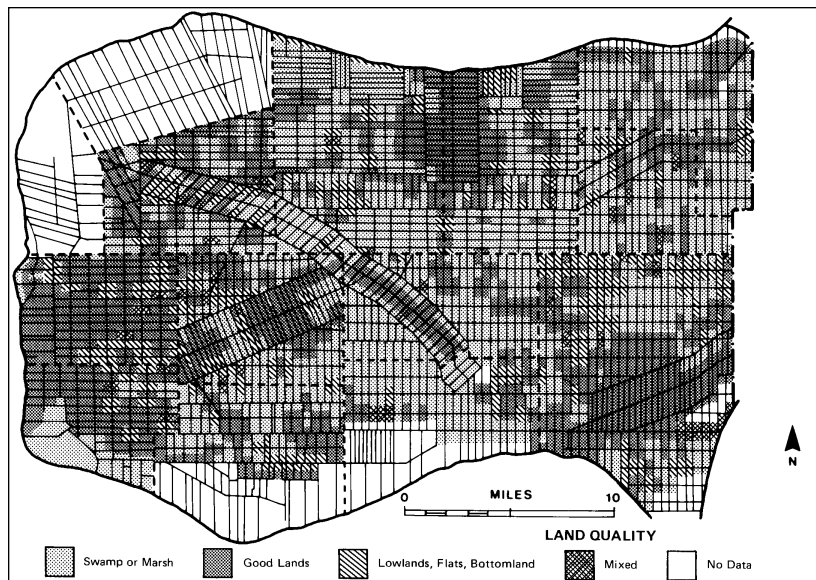 N
0 MILES 10
LAND QUALITY
Swamp or Marsh Good Lands Lowlands, Flats, Bottomland Mixed No Data